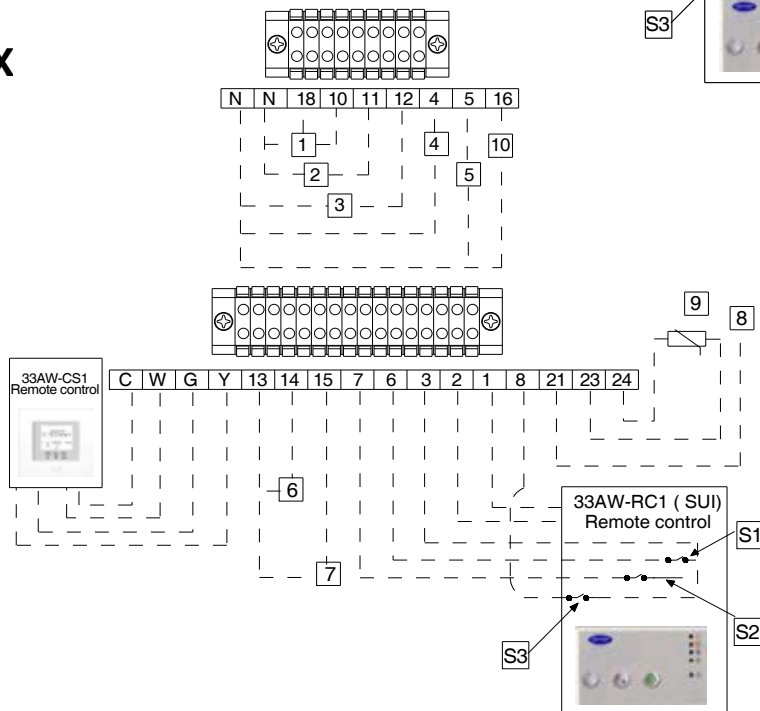 S3
X
N N 18 10 11 12 4 5 16
1
4
10
2
5
3
9
8
33AW-CS1
Remote control
C W G Y 13 14 15 7 6 3 2 1 8 21 23 24
6
7
33AW-RC1 ( SUI)
Remote control
S1
S2
S3